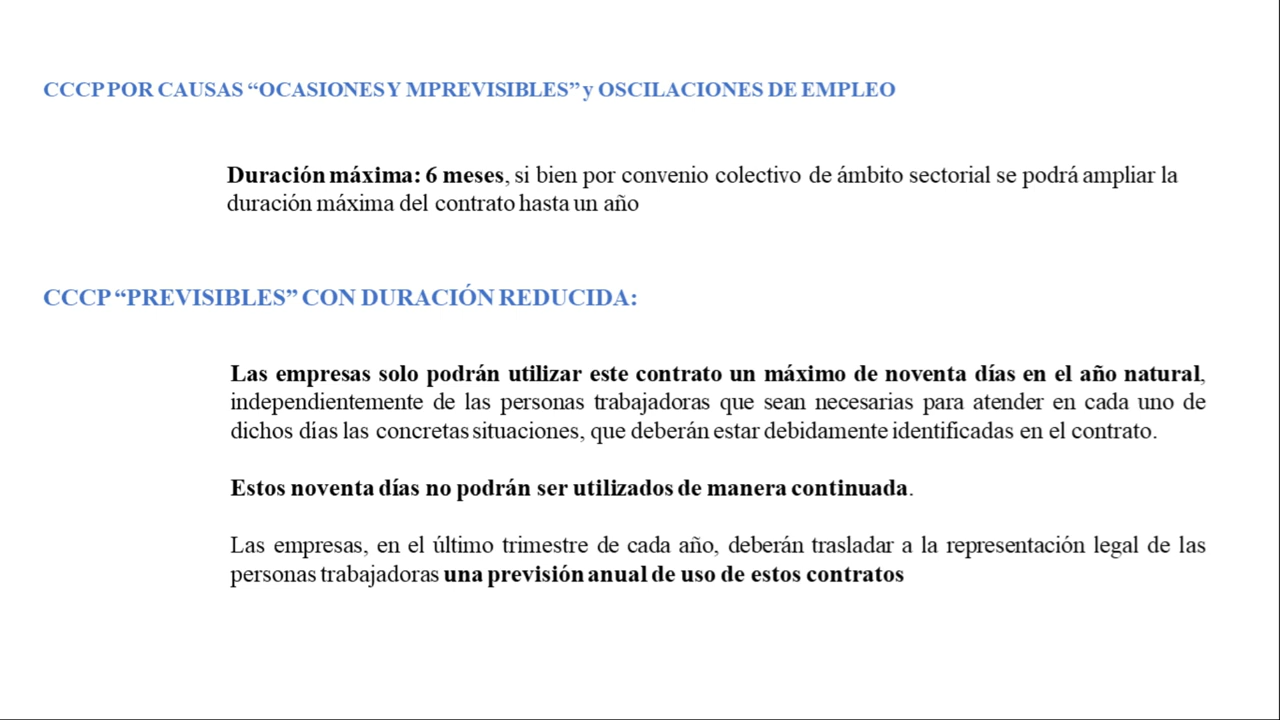 CCCP POR CAUSAS “OCASIONES Y MPREVISIBLES” y OSCILACIONES DE EMPLEO
Duración máxima: 6 meses, si bien por convenio colectivo de ámbito sectorial se podrá ampliar la
duración máxima del contrato hasta un año
CCCP “PREVISIBLES” CON DURACIÓN REDUCIDA:
Las empresas solo podrán utilizar este contrato un máximo de noventa días en el año natural,
independientemente de las personas trabajadoras que sean necesarias para atender en cada uno de
dichos días las concretas situaciones, que deberán estar debidamente identificadas en el contrato.
Estos noventa días no podrán ser utilizados de manera continuada.
Las empresas, en el último trimestre de cada año, deberán trasladar a la representación legal de las
personas trabajadoras una previsión anual de uso de estos contratos